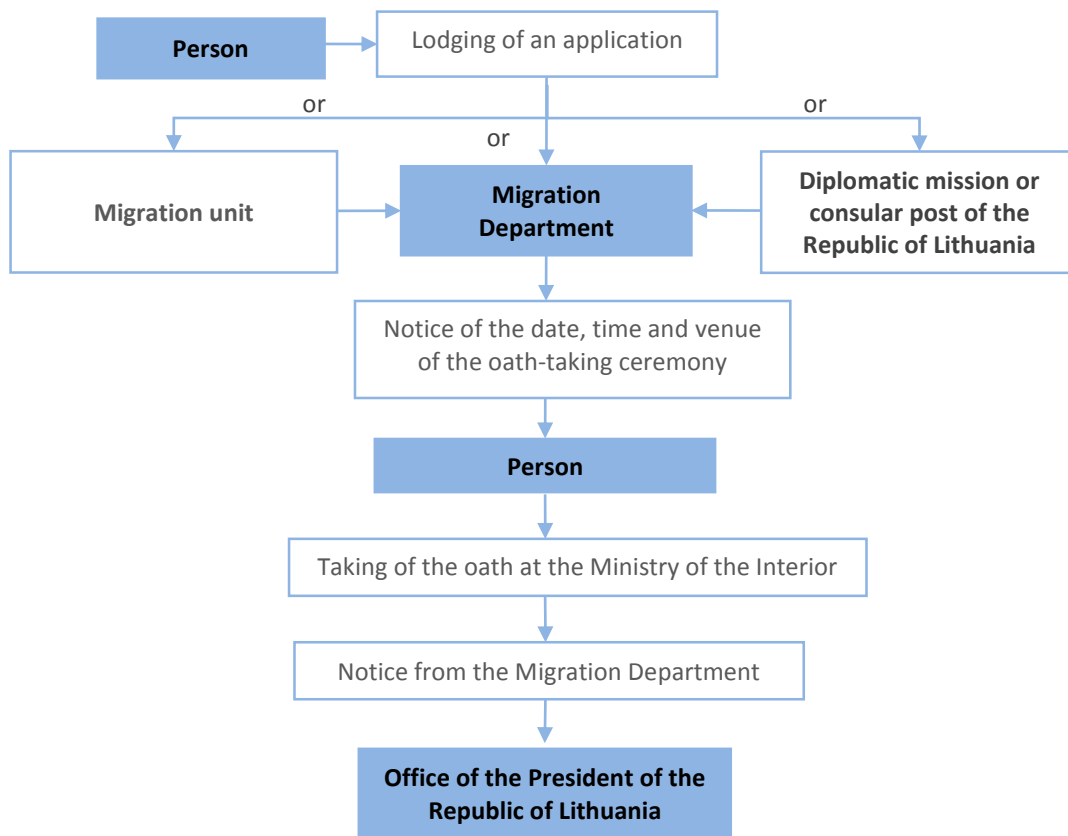 Person
Lodging of an application
or
or
or
Migration unit
Migration
Department
Diplomatic mission or
consular post of the
Republic of Lithuania
Notice of the date, time and venue
of the oath-taking ceremony
Person
Taking of the oath at the Ministry of the Interior
Notice from the Migration Department
Office of the President of the
Republic of Lithuania